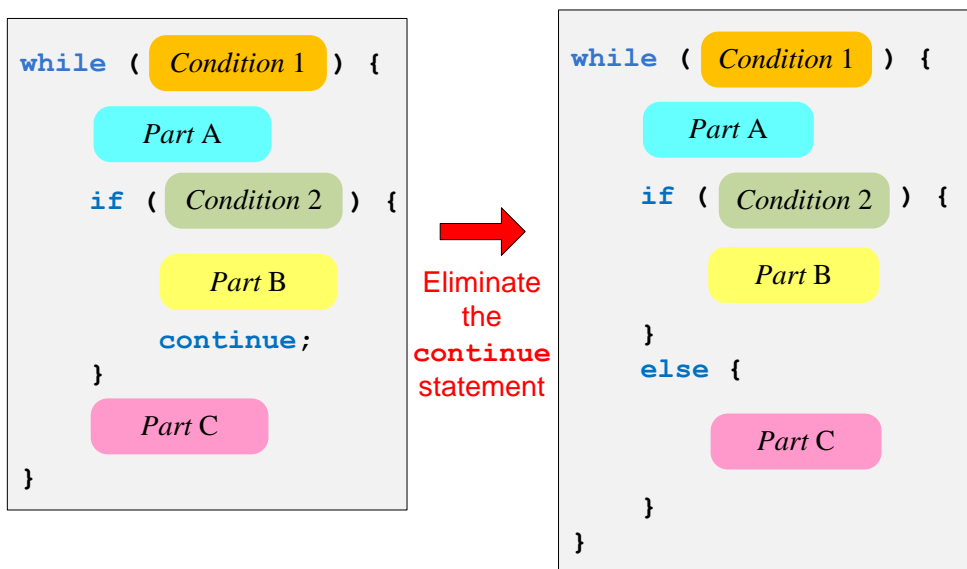 while ( Condition 1 ) {
Part A
if ( Condition 2 ) {
Part B
continue;
}
Part C
}
Eliminate
the
continue
statement
while ( Condition 1 ) {
Part A
if ( Condition 2 ) {
Part B
}
else {
Part C
}
}